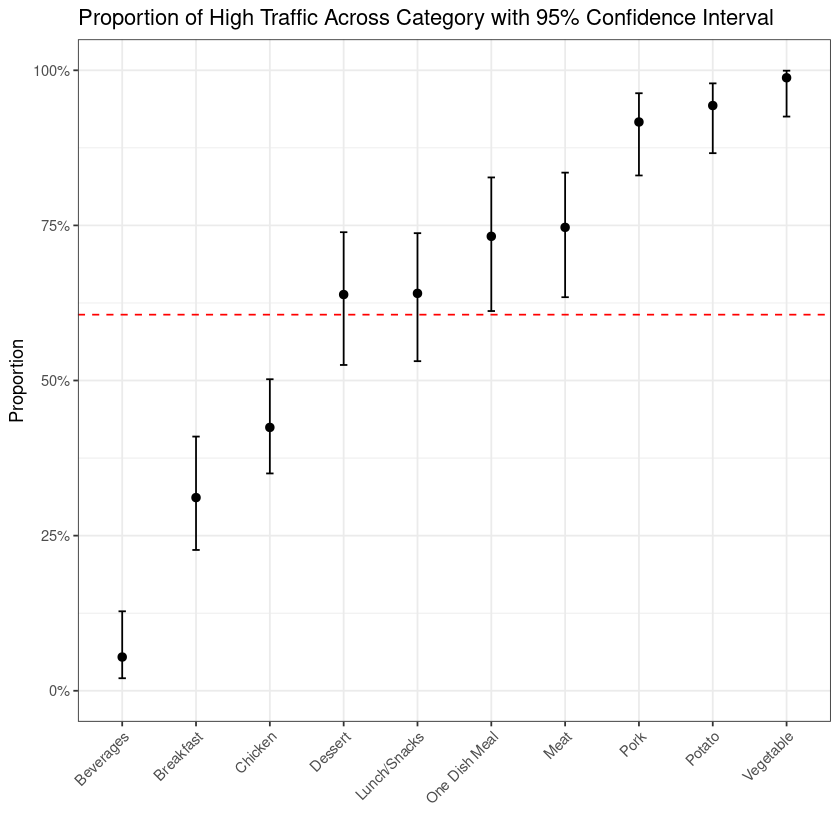 Proportion of High Traffic Across Category with 95% Confidence Interval
100%
75%
50%
25%
0%
Proportion
Beverages
Breakfast
Chicken
Dessert
Lunch/Snacks
One Dish Meal
Meat
Pork
Potato
Vegetable